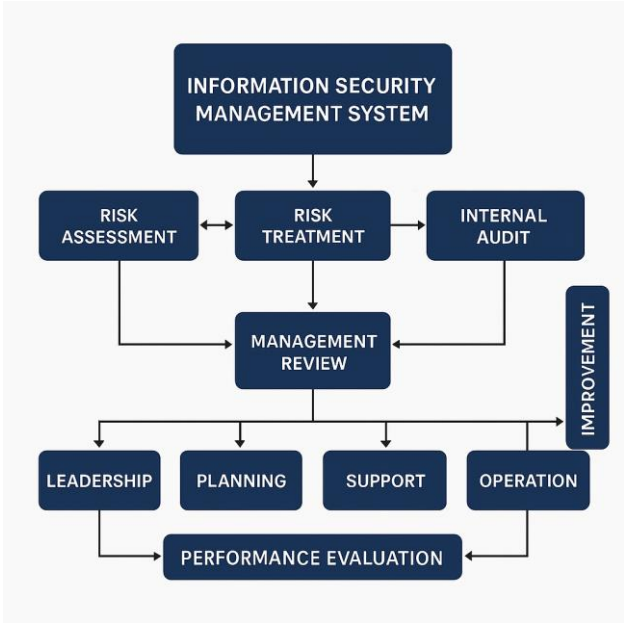 INFORMATION SECURITY
MANAGEMENT SYSTEM
RISK
ASSESSMENT
RISK
TREATMENT
INTERNAL
AUDIT
MANAGEMENT
REVIEW
IMPROVEMENT
LEADERSHIP
PLANNING
SUPPORT
OPERATION
PERFORMANCE EVALUATION